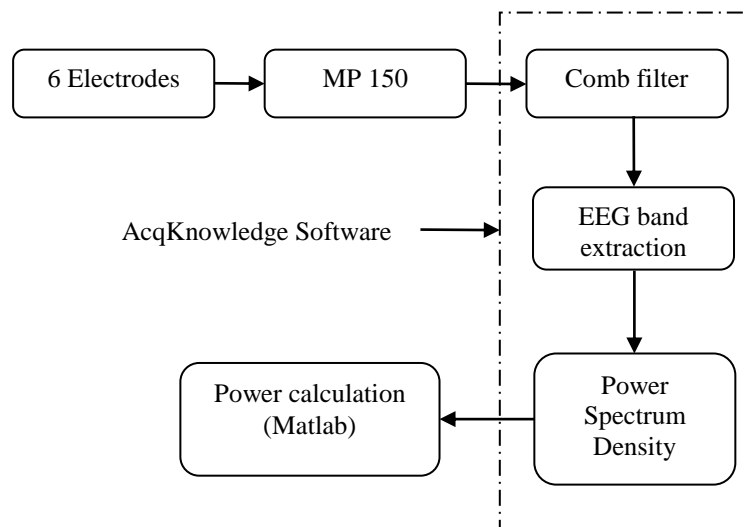 6 Electrodes
MP 150
Comb filter
AcqKnowledge Software
EEG band
extraction
Power calculation
(Matlab)
Power
Spectrum
Density